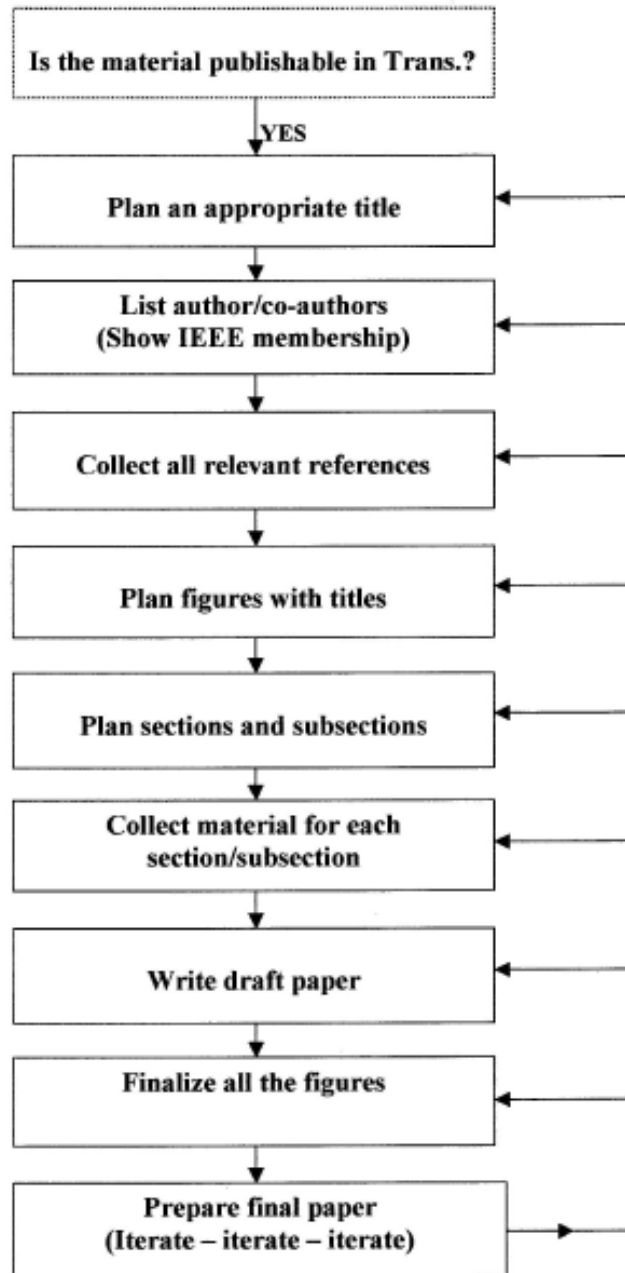 Is the material publishable in Trans.?
YES
Plan an appropriate title
List author/co-authors
(Show IEEE membership)
Collect all relevant references
Plan figures with titles
Plan sections and subsections
Collect material for each
section/subsection
Write draft paper
Finalize all the figures
Prepare final paper
(Iterate – iterate – iterate)